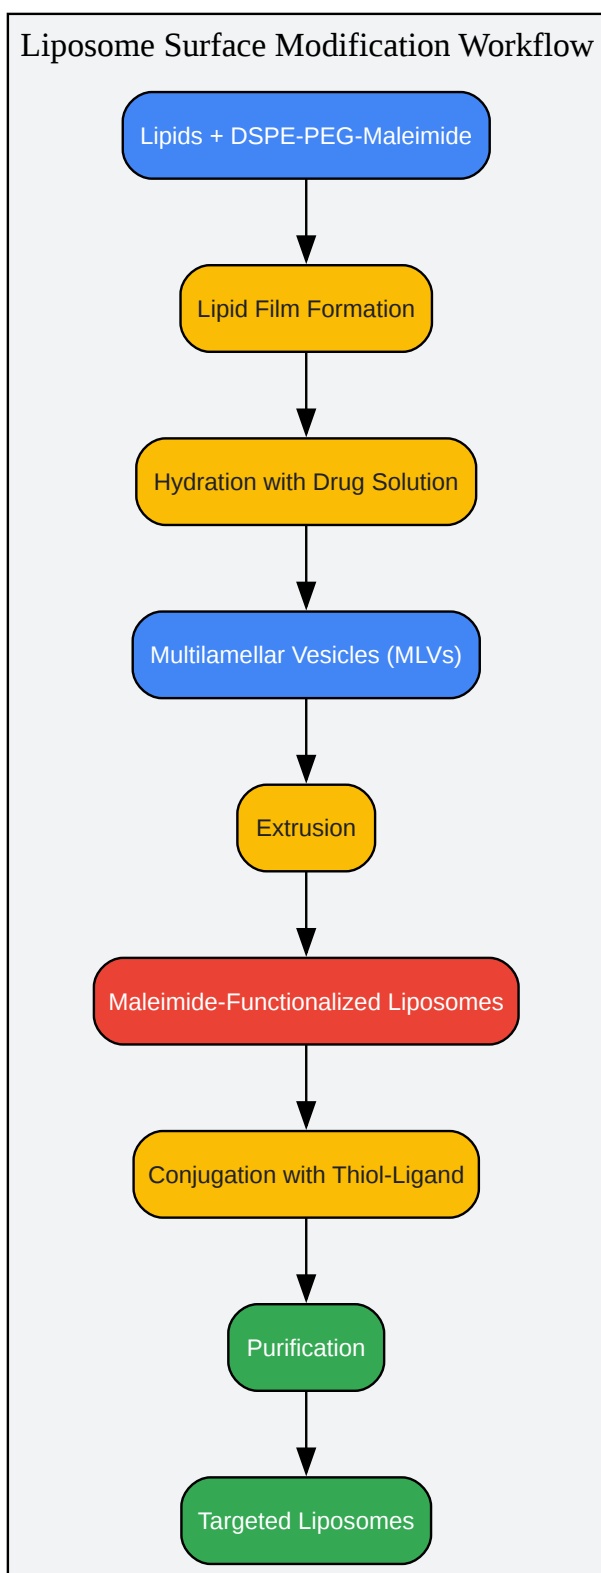 Liposome Surface Modification Workflow
Lipids + DSPE-PEG-Maleimide
Lipid Film Formation
Hydration with Drug Solution
Multilamellar Vesicles (MLVs)
Extrusion
Maleimide-Functionalized Liposomes
Conjugation with Thiol-Ligand
Purification
Targeted Liposomes